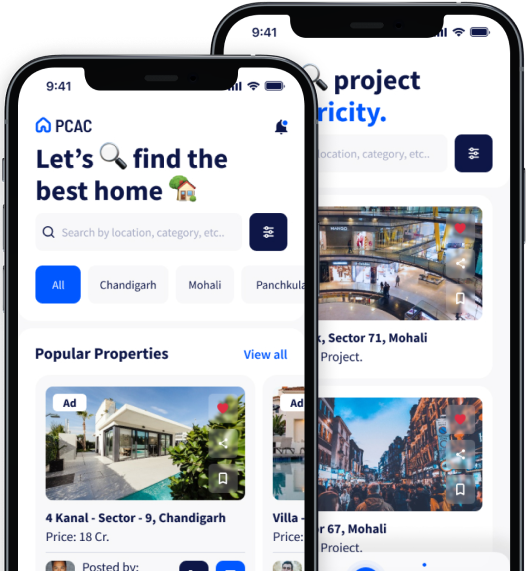 9:41
PCAC
Let's find the
best home
Search by location, category, etc..
All
Chandigarh
Mohali
Panchkula
Popular Properties
View all
Ad
4 Kanal - Sector - 9, Chandigarh
Price: 18 Cr.
Posted by:
Ad
Villa -
Price:
9:41
project
ricity.
location, category, etc..
, Sector 71, Mohali
Project.
67, Mohali
Project.